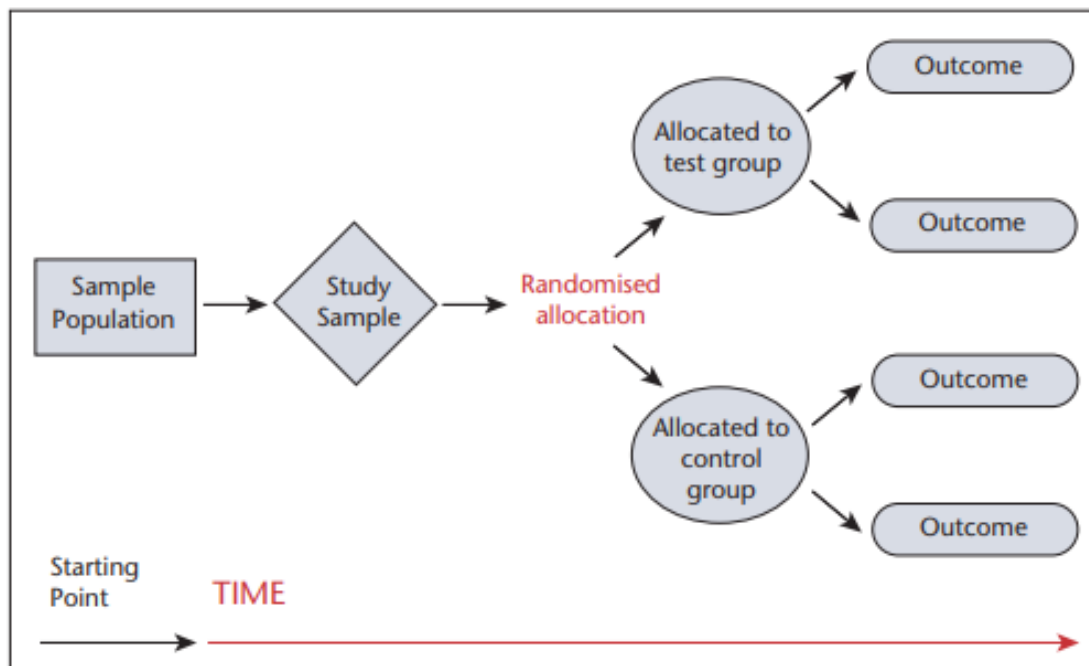 Outcome
Allocated to
test group
Outcome
Sample
Population
Study
Sample
Randomised
allocation
Outcome
Allocated to
control
group
Outcome
Starting
Point
TIME